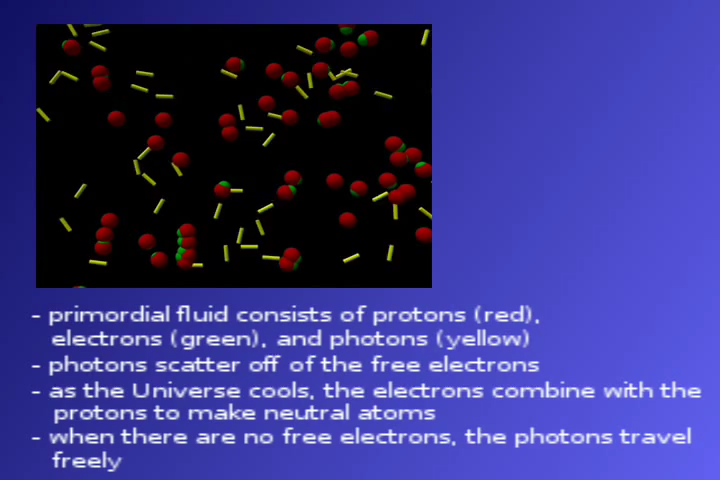 - primordial fluid consists of protons (red),
electrons (green), and photons (yellow)
- photons scatter off of the free electrons
- as the Universe cools, the electrons combine with the
protons to make neutral atoms
- when there are no free electrons, the photons travel
freely